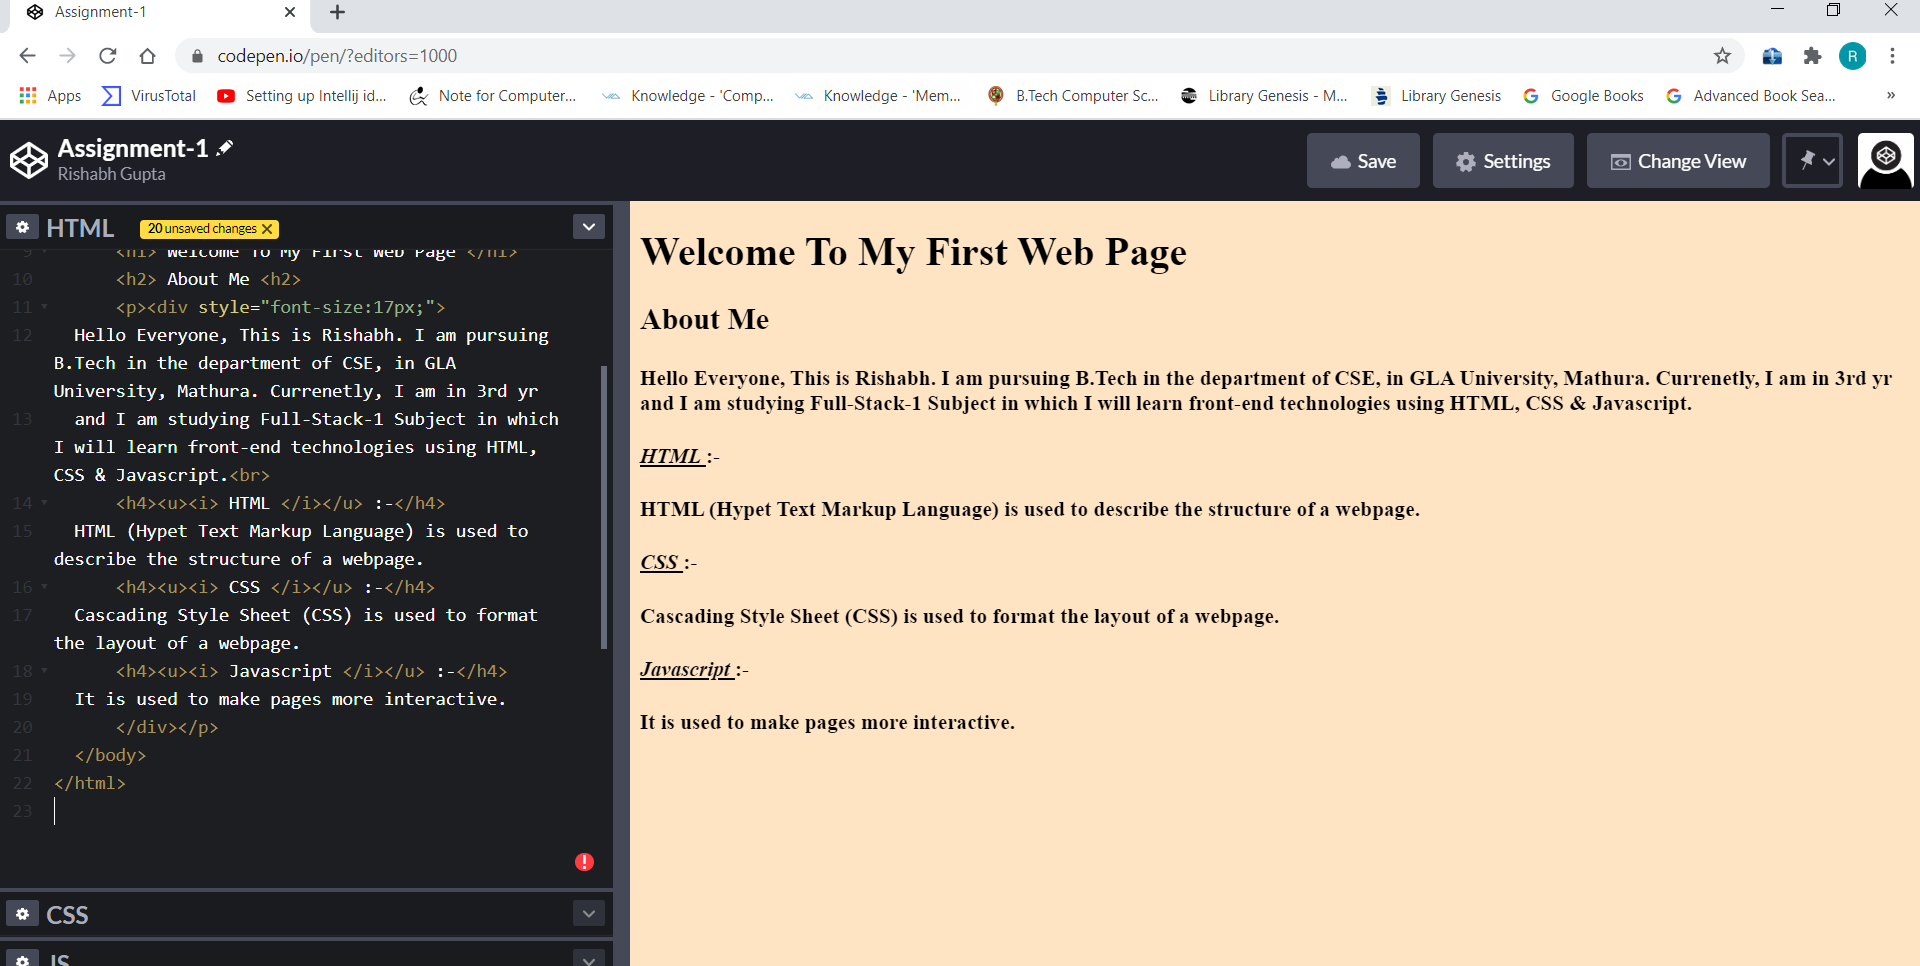 Assignment-1
codepen.io/pen/?editors=1000
Apps
VirusTotal
Setting up Intellij id...
Note for Computer...
Knowledge - 'Comp...
Knowledge - 'Mem...
B.Tech Computer Sc...
Library Genesis - M...
Library Genesis
Google Books
Advanced Book Sea...
»
R
Assignment-1
Rishabh Gupta
Save
Settings
Change View
HTML
20 unsaved changes
9 <h1> Welcome To My First Web Page </h1>
10 <h2> About Me <h2>
11 <p><div style="font-size:17px;">
12 Hello Everyone, This is Rishabh. I am pursuing
B.Tech in the department of CSE, in GLA
University, Mathura. Currenetly, I am in 3rd yr
13 and I am studying Full-Stack-1 Subject in which
I will learn front-end technologies using HTML,
CSS & Javascript.<br>
14 <h4><u><i> HTML </i></u> :-</h4>
15 HTML (Hypet Text Markup Language) is used to
describe the structure of a webpage.
16 <h4><u><i> CSS </i></u> :-</h4>
17 Cascading Style Sheet (CSS) is used to format
the layout of a webpage.
18 <h4><u><i> Javascript </i></u> :-</h4>
19 It is used to make pages more interactive.
20 </div></p>
21 </body>
22 </html>
23
CSS
JS
Welcome To My First Web Page
About Me
Hello Everyone, This is Rishabh. I am pursuing B.Tech in the department of CSE, in GLA University, Mathura. Currenetly, I am in 3rd yr
and I am studying Full-Stack-1 Subject in which I will learn front-end technologies using HTML, CSS & Javascript.
HTML :-
HTML (Hypet Text Markup Language) is used to describe the structure of a webpage.
CSS :-
Cascading Style Sheet (CSS) is used to format the layout of a webpage.
Javascript :-
It is used to make pages more interactive.